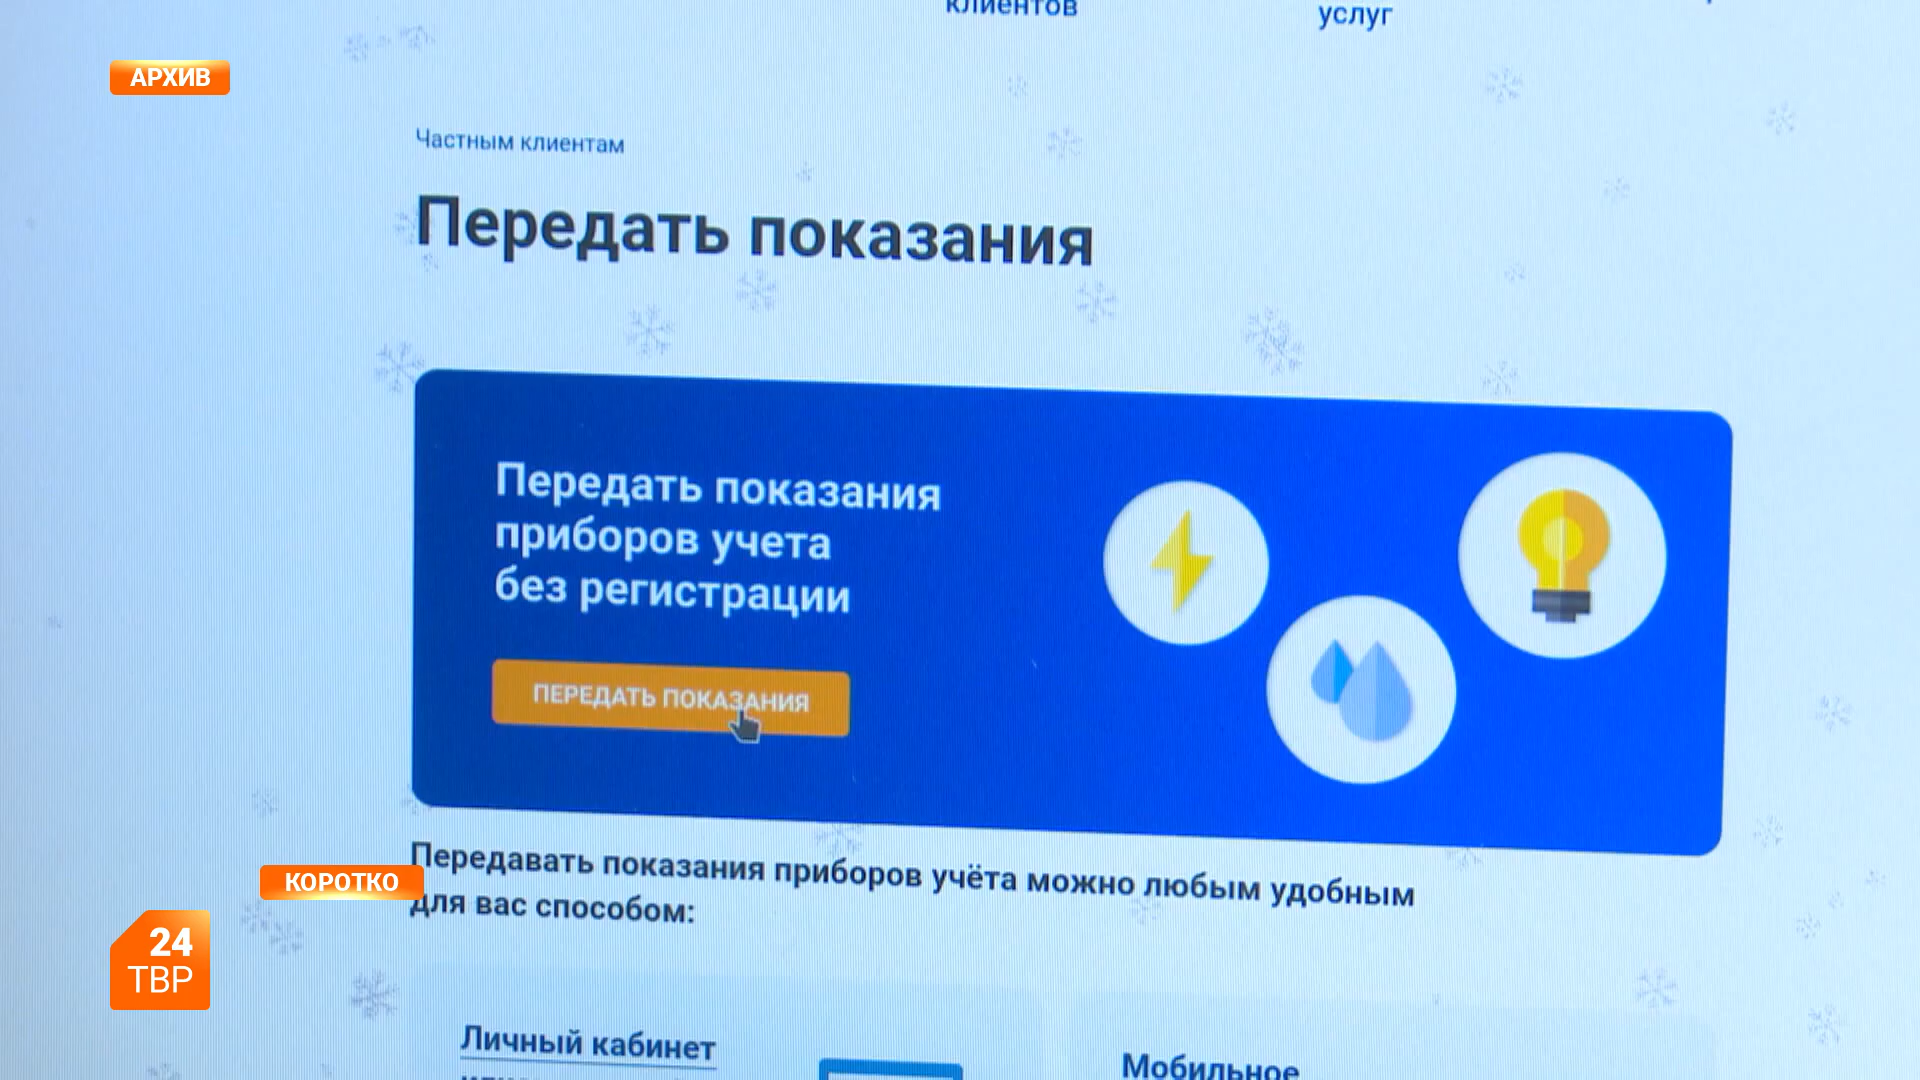 клиентов
услуг
АРХИВ
Частным клиентам
Передать показания
Передать показания
приборов учета
без регистрации
ПЕРЕДАТЬ ПОКАЗАНИЯ
Передавать показания приборов учёта можно любым удобным
для вас способом:
КОРОТКО
24
ТВР
Личный кабинет
Мобильное